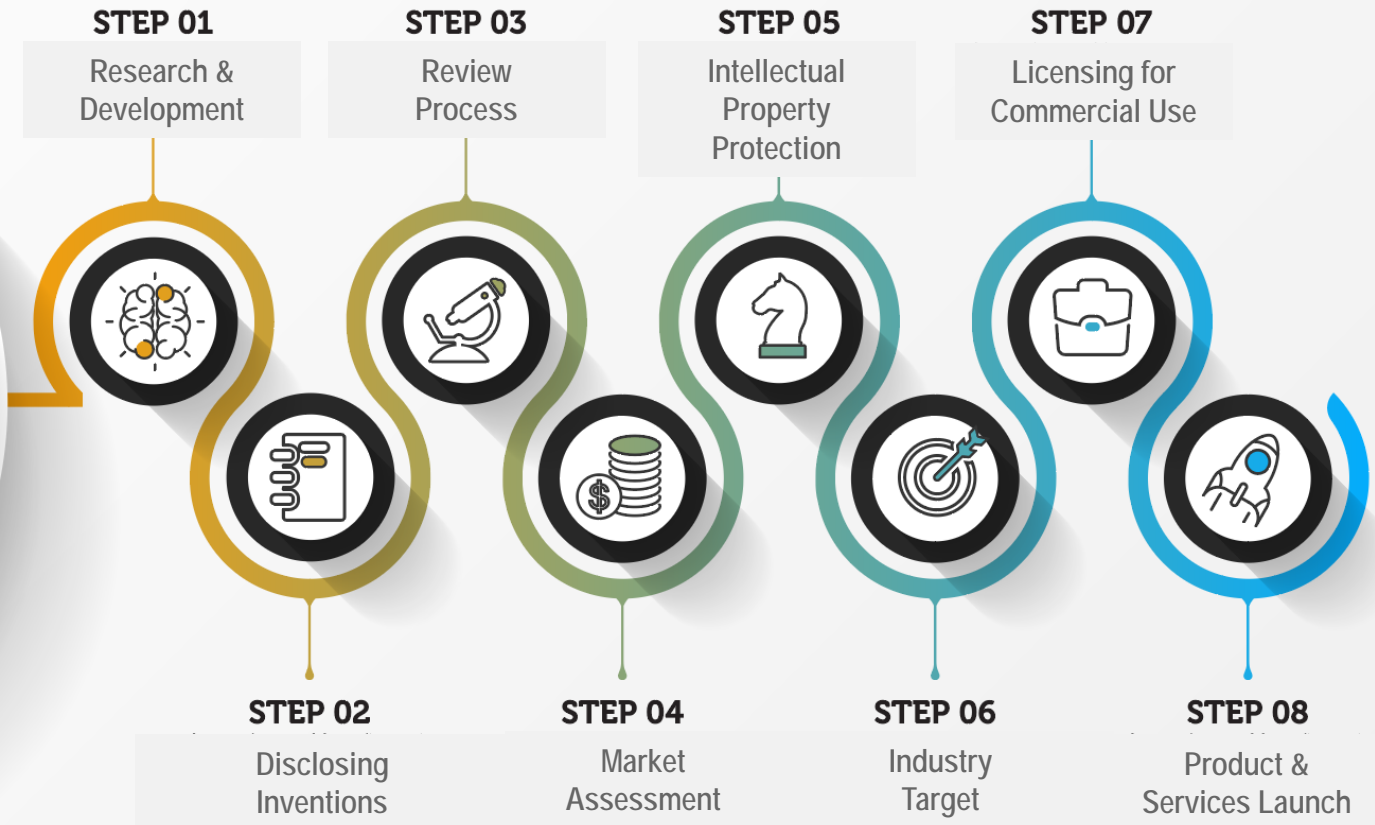 STEP 01
Research &
Development
STEP 03
Review
Process
STEP 05
Intellectual
Property
Protection
STEP 07
Licensing for
Commercial Use
$
STEP 02
Disclosing
Inventions
STEP 04
Market
Assessment
STEP 06
Industry
Target
STEP 08
Product &
Services Launch